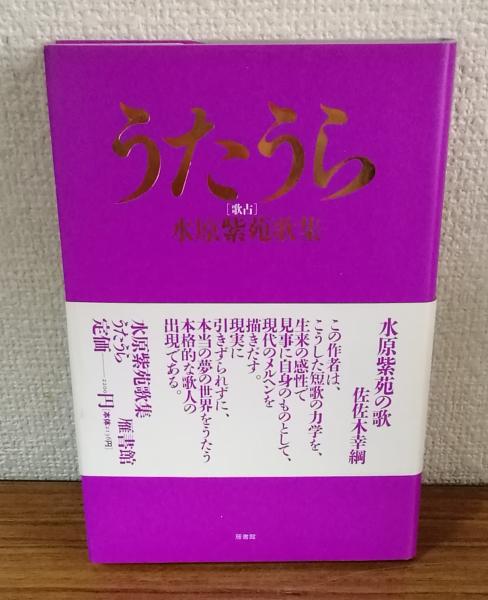 うたうら
[歌占]
水原紫苑歌集
水原紫苑の歌
佐佐木幸綱
この作者は、
こうした短歌の力学を、
生来の感性で
見事に自身のものとして、
現代のメルヘンを
描きだす。
現実に
引きずられずに、
本当の夢の世界をうたう
本格的な歌人の
出現である。
水原紫苑歌集
うたうら
雁書館
定価——2200円
雁書館